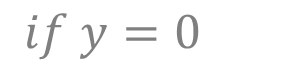 if y = 0